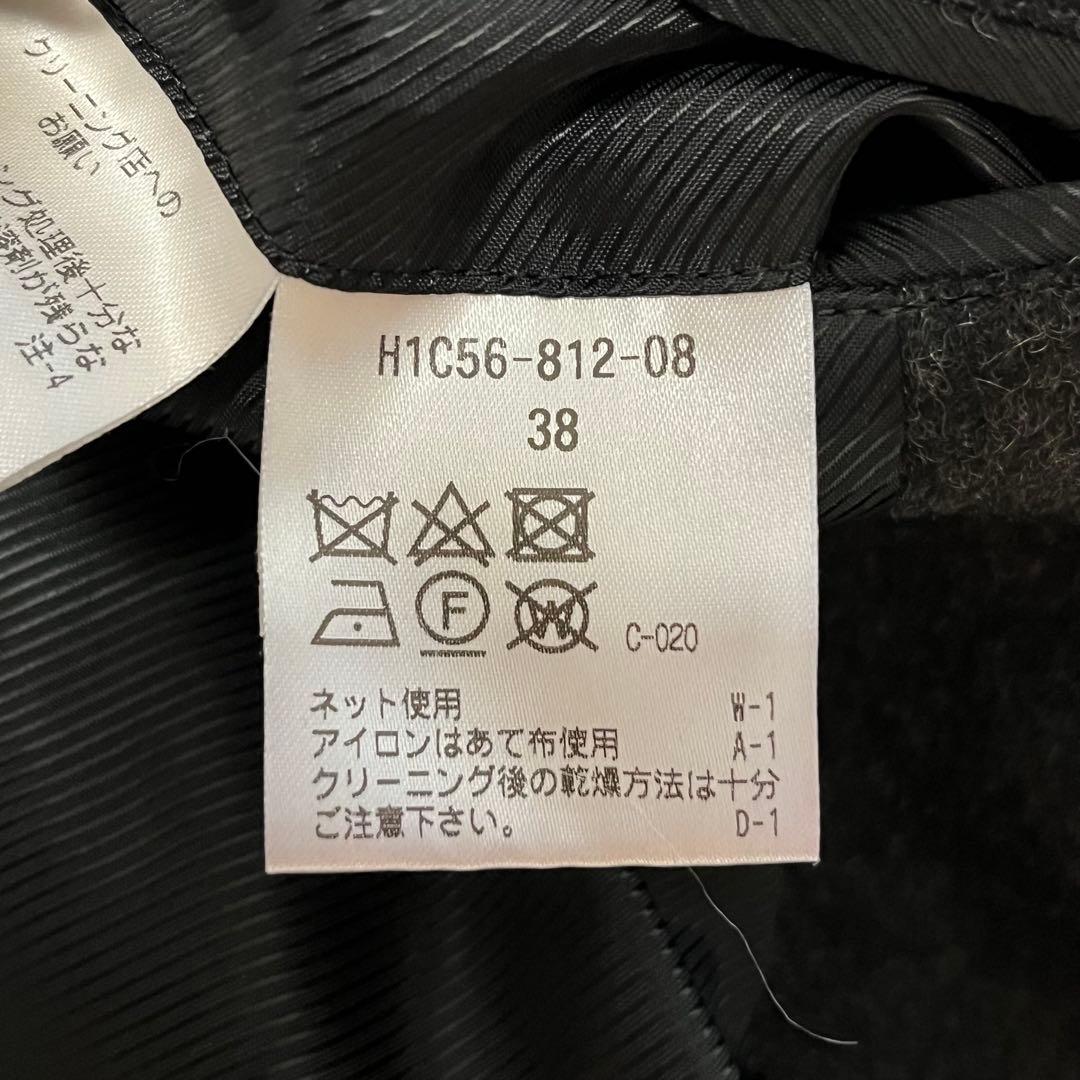 クリーニング店への
お願い
ング処理後十分な
溶剤が残らな
注-4
H1C56-812-08
38
F
W
C-020
ネット使用 W-1
アイロンはあて布使用 A-1
クリーニング後の乾燥方法は十分
ご注意下さい。 D-1